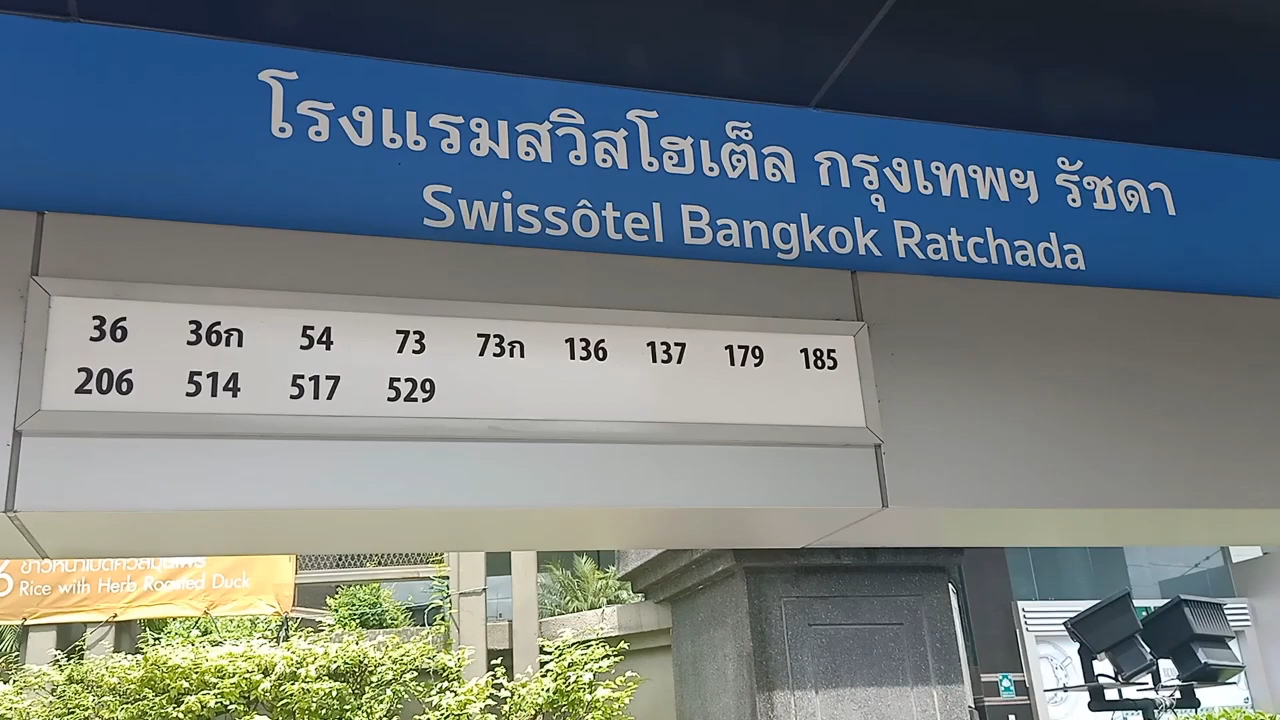 โรงแรมสวิสโฮเต็ล กรุงเทพฯ รัชดา
Swissôtel Bangkok Ratchada
36 36ก 54 73 73ก 136 137 179 185
206 514 517 529
Rice with Herb Roasted Duck